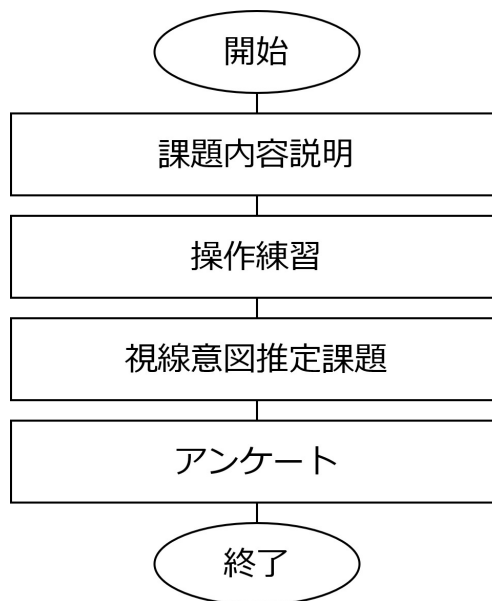 開始
課題内容説明
操作練習
視線意図推定課題
アンケート
終了